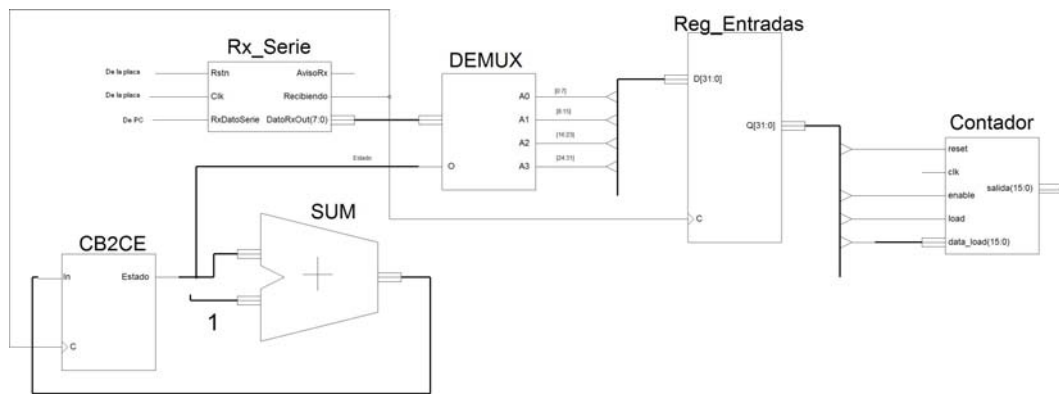 Rx_Serie
De la placa
Rstn
AvisoRx
De la placa
Clk
Recibiendo
De PC
RxDatoSerie
DatoRxOut(7:0)
DEMUX
A0
[0:7]
A1
[8:15]
A2
[16:23]
A3
[24:31]
O
Estado
Reg_Entradas
D[31:0]
Q[31:0]
C
Contador
reset
clk
salida(15:0)
enable
load
data_load(15:0)
CB2CE
In
Estado
C
SUM
1